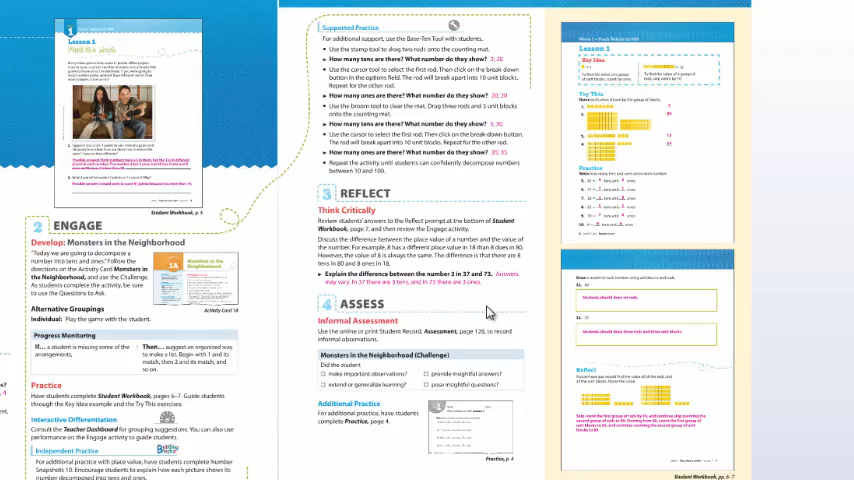 1
Lesson 1
Find the Math
Student Workbook, p. 5
2 ENGAGE
Develop: Monsters in the Neighborhood
"Today we are going to decompose a
number into tens and ones." Follow the
directions on the Activity Card Monsters in
the Neighborhood, and use the Challenge.
As students complete the activity, be sure
to use the Questions to Ask.
Activity Card 1A
Alternative Groupings
Individual: Play the game with the student.
Progress Monitoring
If... a student is missing some of the
arrangements,
Then... suggest an organized way
to make a list. Begin with 1 and its
match, then 2 and its match, and
so on.
Practice
Have students complete Student Workbook, pages 6–7. Guide students
through the Key Idea example and the Try This exercises.
Interactive Differentiation
Consult the Teacher Dashboard for grouping suggestions. You can also use
performance on the Engage activity to guide students.
Independent Practice
For additional practice with place value, have students complete Number
Snapshots 10. Encourage students to explain how each picture shows its
number decomposed into tens and ones.
Supported Practice
For additional support, use the Base-Ten Tool with students.
• Use the stamp tool to drag two rods onto the counting mat.
▶ How many tens are there? What number do they show? 2; 20
• Use the cursor tool to select the first rod. Then click on the break-down
button in the options field. The rod will break apart into 10 unit blocks.
Repeat for the other rod.
▶ How many ones are there? What number do they show? 20; 20
• Use the broom tool to clear the mat. Drag three rods and 5 unit blocks
onto the counting mat.
▶ How many tens are there? What number do they show? 3; 30
• Use the cursor to select the first rod. Then click on the break-down button.
The rod will break apart into 10 unit blocks. Repeat for the other rod.
▶ How many ones are there? What number do they show? 35; 35
• Repeat the activity until students can confidently decompose numbers
between 10 and 100.
3 REFLECT
Think Critically
Review students' answers to the Reflect prompt at the bottom of Student
Workbook, page 7, and then review the Engage activity.
Discuss the difference between the place value of a number and the value of
the number. For example, 8 has a different place value in 18 than 8 does in 80.
However, the value of 8 is always the same. The difference is that there are 8
tens in 80 and 8 ones in 18.
▶ Explain the difference between the number 3 in 37 and 73. Answers
may vary. In 37 there are 3 tens, and in 73 there are 3 ones.
4 ASSESS
Informal Assessment
Use the online or print Student Record, Assessment, page 128, to record
informal observations.
Monsters in the Neighborhood (Challenge)
Did the student
☐ make important observations?
☐ provide insightful answers?
☐ extend or generalize learning?
☐ pose insightful questions?
Additional Practice
For additional practice, have students
complete Practice, page 4.
Practice, p. 4
Lesson 1
Key Idea
Try This
Practice
Reflect
Student Workbook, pp. 6–7